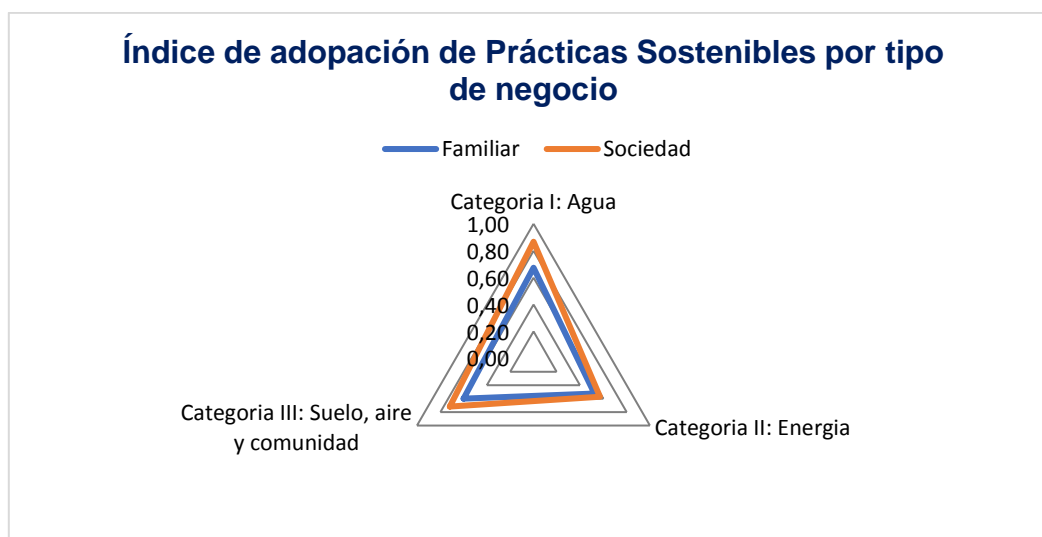 Índice de adopación de Prácticas Sostenibles por tipo
de negocio
Familiar
Sociedad
Categoria I: Agua
1,00
0,80
0,60
0,40
0,20
0,00
Categoria III: Suelo, aire
y comunidad
Categoria II: Energia